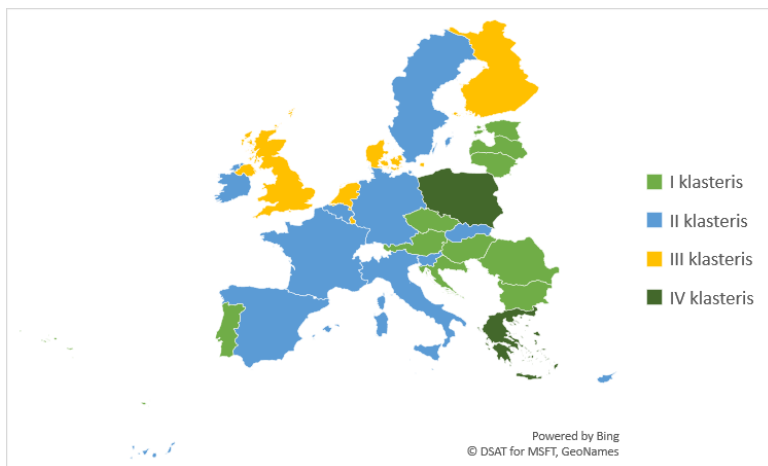 I klasteris
II klasteris
III klasteris
IV klasteris
Powered by Bing
© DSAT for MSFT, GeoNames